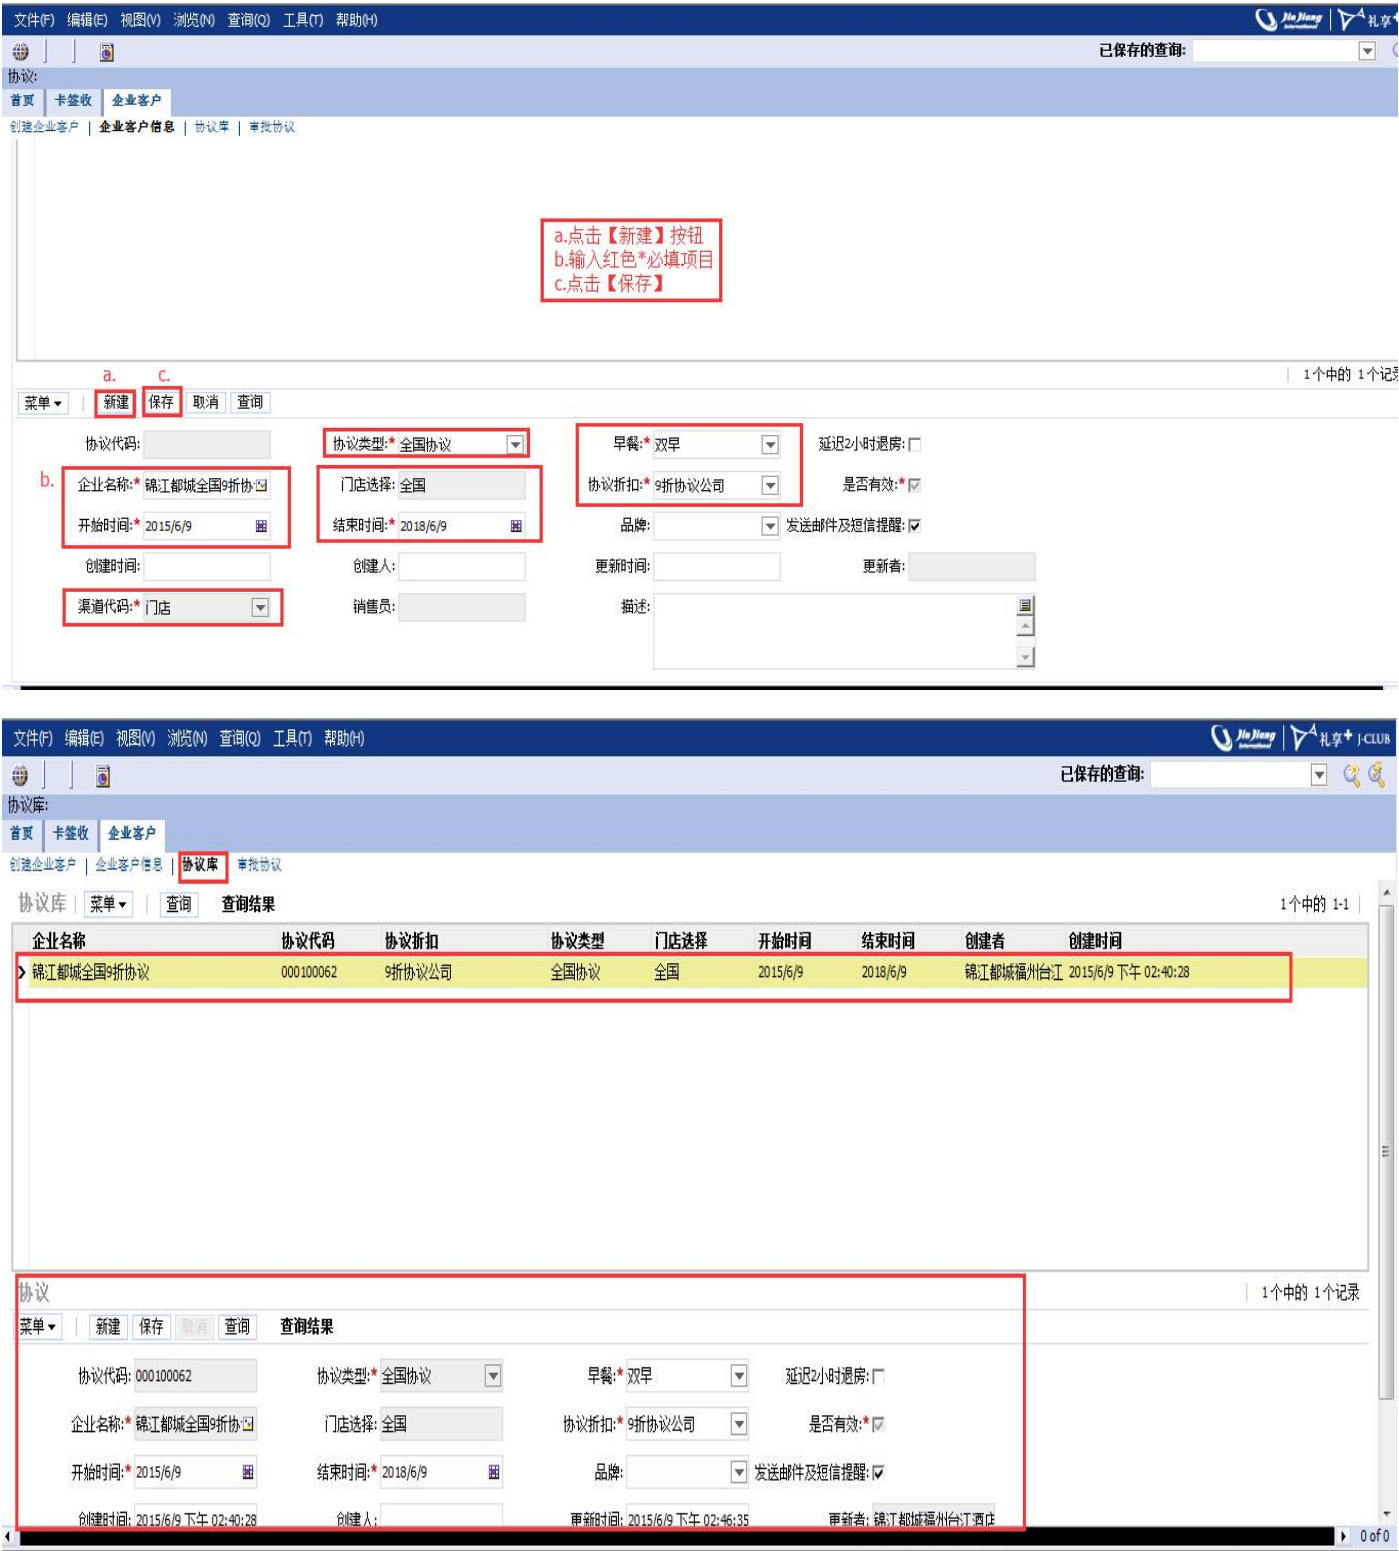 文件(F) 编辑(E) 视图(V) 浏览(N) 查询(Q) 工具(T) 帮助(H) JinJiang International 礼享+
已保存的查询:
协议:
首页 卡签收 企业客户
创建企业客户 | 企业客户信息 | 协议库 | 审批协议
a.点击【新建】按钮
b.输入红色*必填项目
c.点击【保存】
1个中的 1个记录
a. c.
菜单 新建 保存 取消 查询
协议代码: 协议类型:* 全国协议 早餐:* 双早 延迟2小时退房:
b. 企业名称:* 锦江都城全国9折协 门店选择: 全国 协议折扣:* 9折协议公司 是否有效:*
开始时间:* 2015/6/9 结束时间:* 2018/6/9 品牌: 发送邮件及短信提醒:
创建时间: 创建人: 更新时间: 更新者:
渠道代码:* 门店 销售员: 描述:
文件(F) 编辑(E) 视图(V) 浏览(N) 查询(Q) 工具(T) 帮助(H) JinJiang International 礼享+ J-CLUB
已保存的查询:
协议库:
首页 卡签收 企业客户
创建企业客户 | 企业客户信息 | 协议库 审批协议
协议库 菜单 查询 查询结果 1个中的 1-1
企业名称 协议代码 协议折扣 协议类型 门店选择 开始时间 结束时间 创建者 创建时间
锦江都城全国9折协议 000100062 9折协议公司 全国协议 全国 2015/6/9 2018/6/9 锦江都城福州台江 2015/6/9 下午 02:40:28
协议 1个中的 1个记录
菜单 新建 保存 取消 查询 查询结果
协议代码: 000100062 协议类型:* 全国协议 早餐:* 双早 延迟2小时退房:
企业名称:* 锦江都城全国9折协 门店选择: 全国 协议折扣:* 9折协议公司 是否有效:*
开始时间:* 2015/6/9 结束时间:* 2018/6/9 品牌: 发送邮件及短信提醒:
创建时间: 2015/6/9 下午 02:40:28 创建人: 更新时间: 2015/6/9 下午 02:46:35 更新者: 锦江都城福州台江酒店
0 of 0